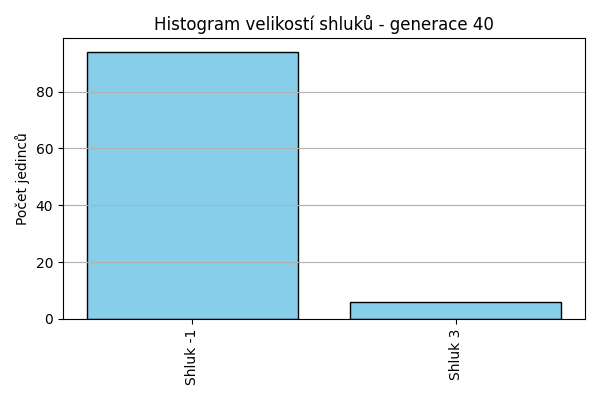 Histogram velikostí shluků - generace 40
Počet jedinců
80
60
40
20
0
Shluk -1
Shluk 3